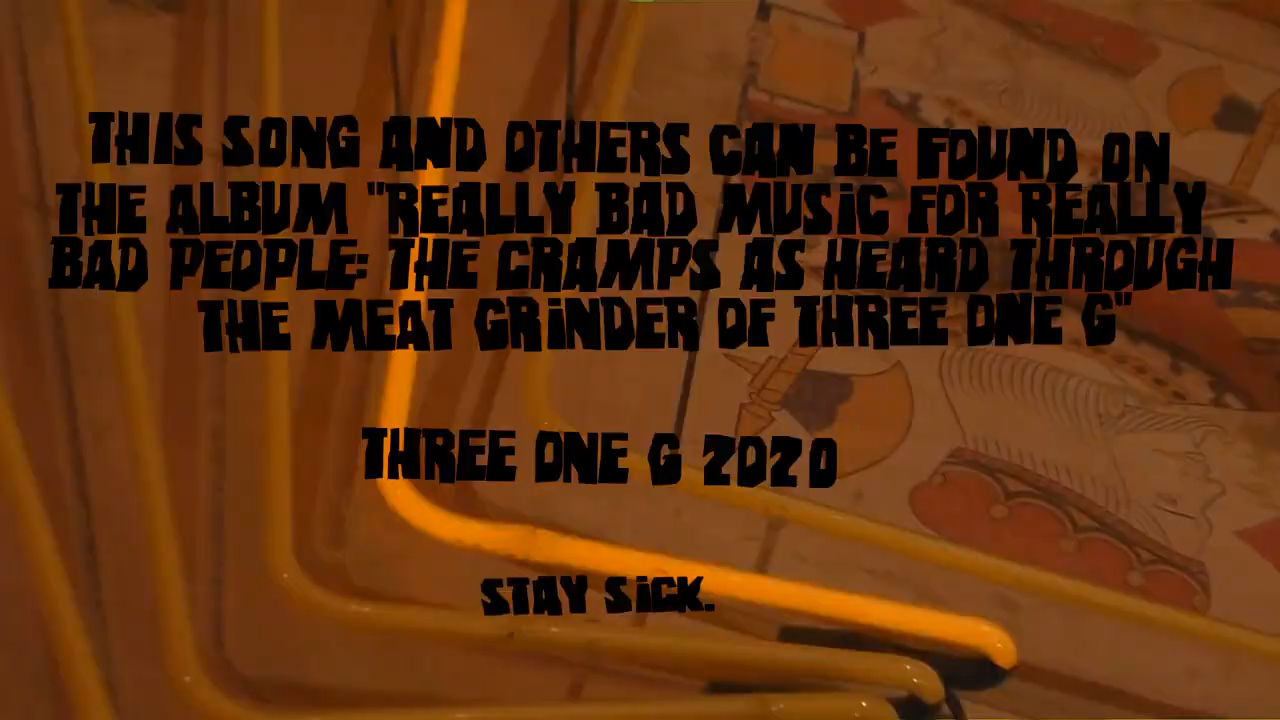 THIS SONG AND OTHERS CAN BE FOUND ON
THE ALBUM "REALLY BAD MUSiC FOR REALLY
BAD PEOPLE: THE CRAMPS AS HEARD THROUGH
THE MEAT GRiNDER OF THREE ONE G"
THREE ONE G 2020
STAY SiCK.